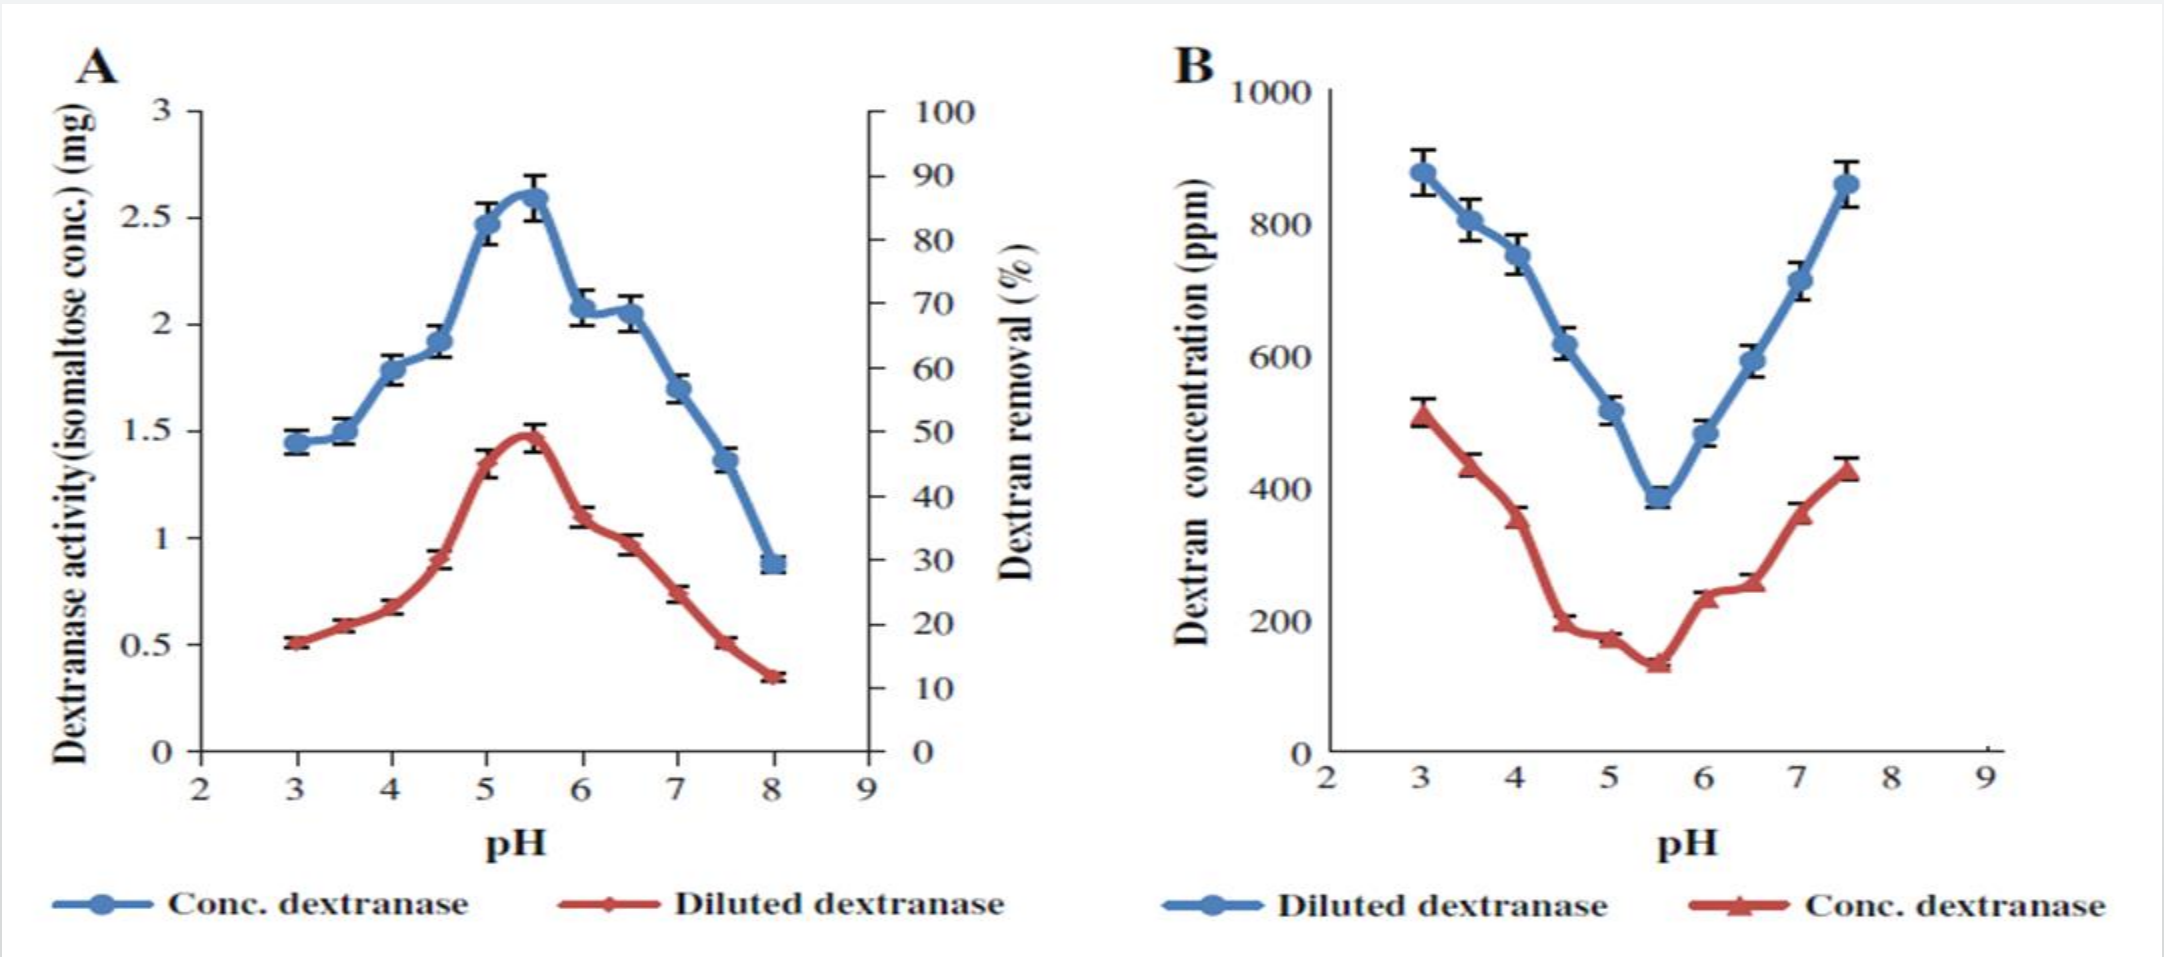 A
Dextranase activity(isomaltose conc.) (mg)
3
2.5
2
1.5
1
0.5
0
100
90
80
70
60
50
40
30
20
10
0
Dextran removal (%)
2 3 4 5 6 7 8 9
pH
Conc. dextranase Diluted dextranase
B
Dextran concentration (ppm)
1000
800
600
400
200
0
2 3 4 5 6 7 8 9
pH
Diluted dextranase Conc. dextranase